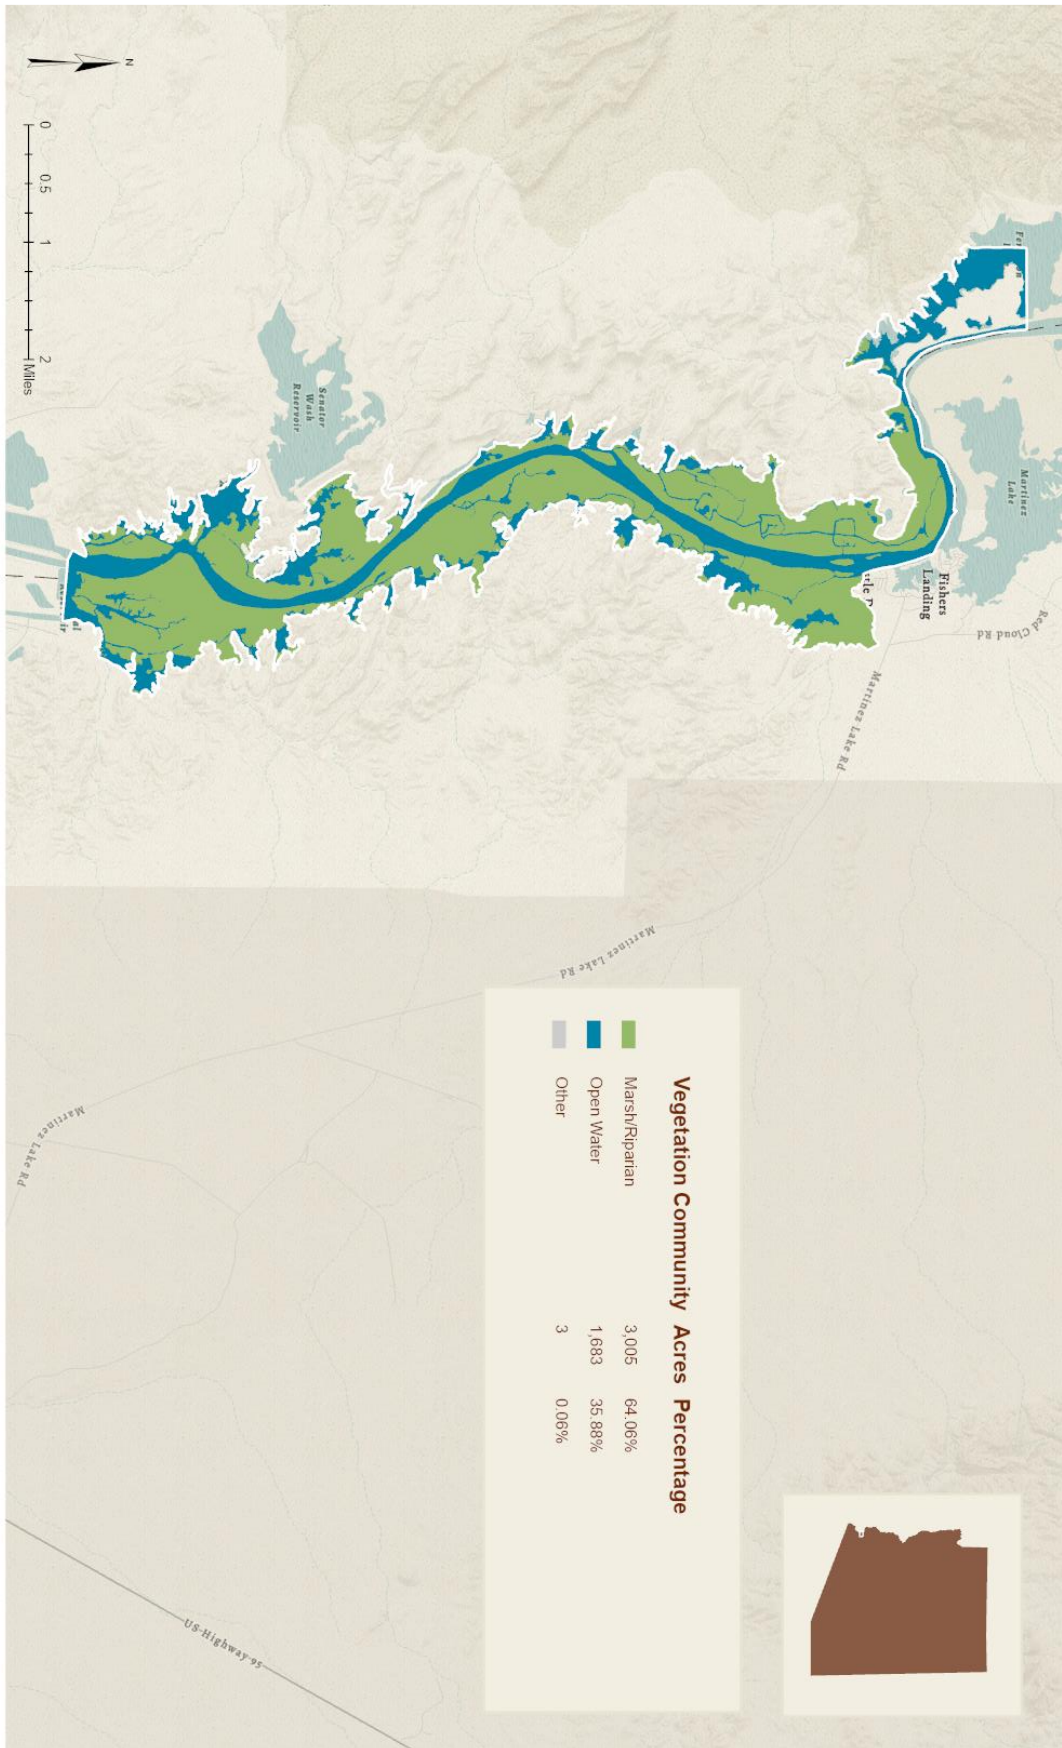 N
0 0.5 1 2
Miles
Senator
Wash
Reservoir
Martinez
Lake
Fishers
Landing
Red Cloud Rd
Martinez Lake Rd
Martinez Lake Rd
Martinez Lake Rd
US Highway 95
Vegetation Community Acres Percentage
Marsh/Riparian 3,005 64.06%
Open Water 1,683 35.88%
Other 3 0.06%